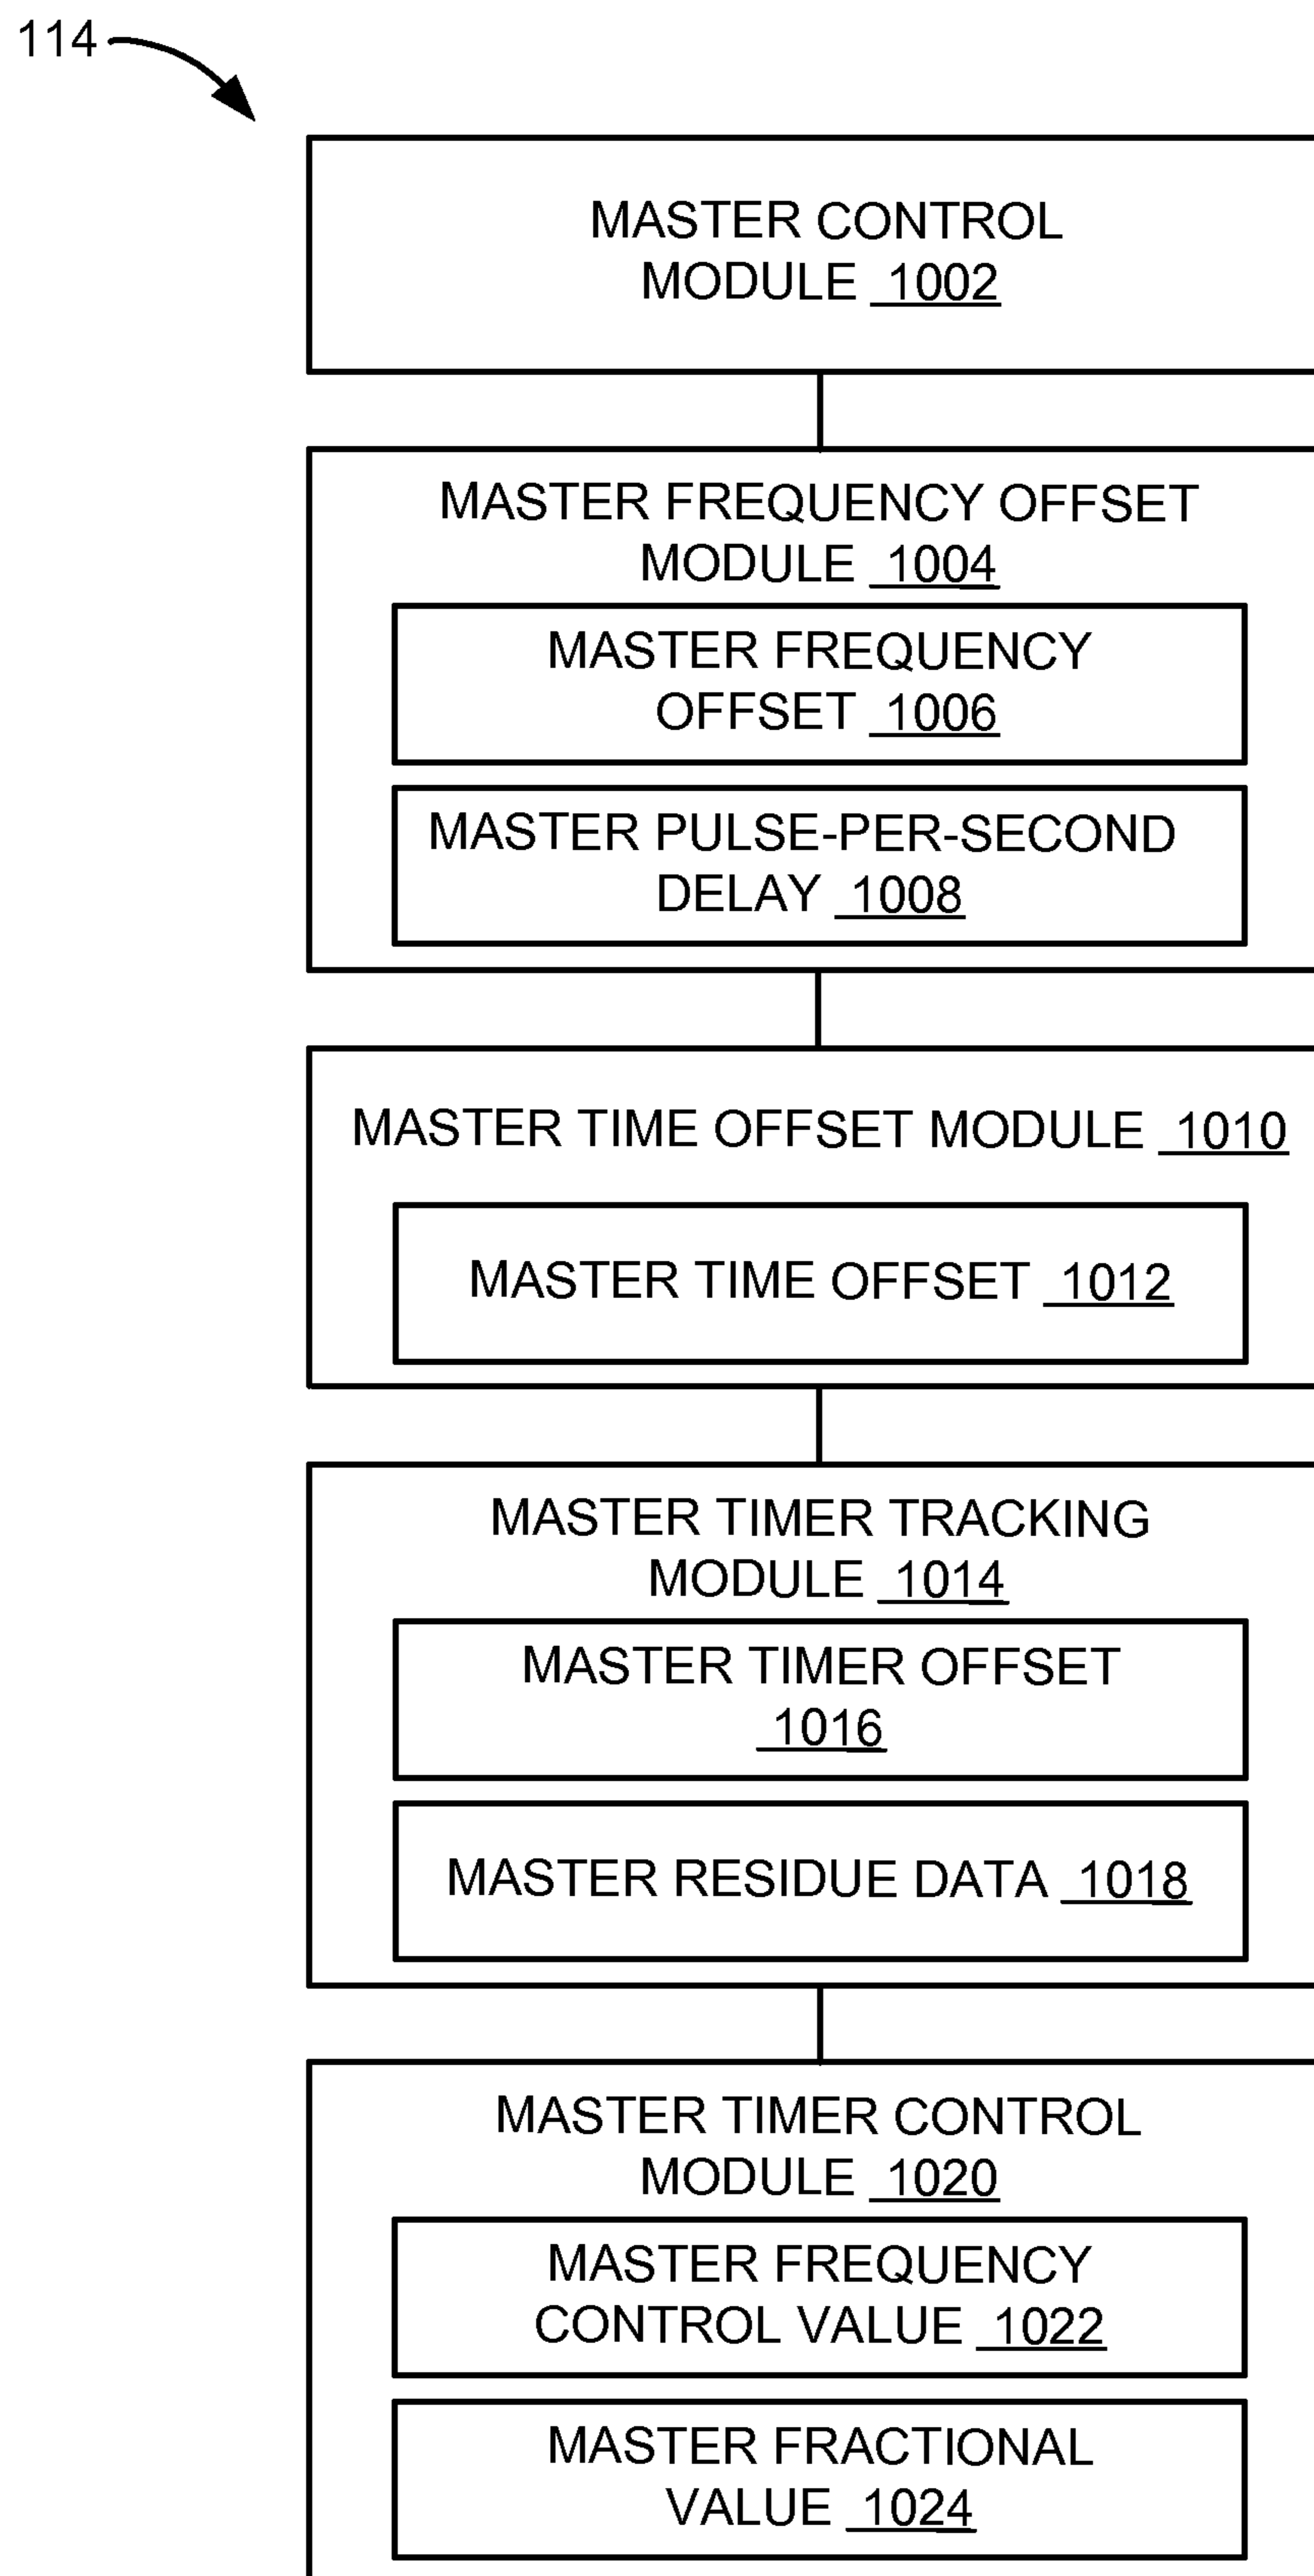 114
MASTER CONTROL
MODULE 1002
MASTER FREQUENCY OFFSET
MODULE 1004
MASTER FREQUENCY
OFFSET 1006
MASTER PULSE-PER-SECOND
DELAY 1008
MASTER TIME OFFSET MODULE 1010
MASTER TIME OFFSET 1012
MASTER TIMER TRACKING
MODULE 1014
MASTER TIMER OFFSET
1016
MASTER RESIDUE DATA 1018
MASTER TIMER CONTROL
MODULE 1020
MASTER FREQUENCY
CONTROL VALUE 1022
MASTER FRACTIONAL
VALUE 1024